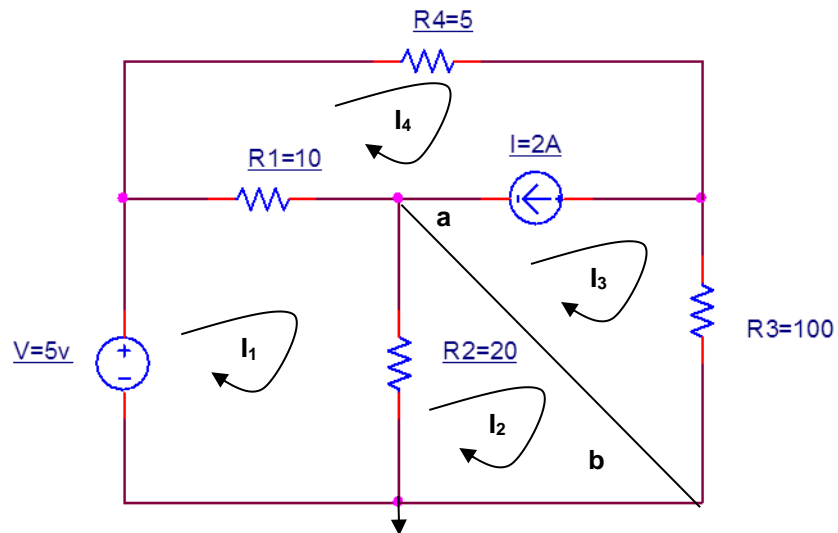 R4=5
I₄
R1=10
I=2A
a
I₃
V=5v
+
−
I₁
R2=20
R3=100
I₂
b